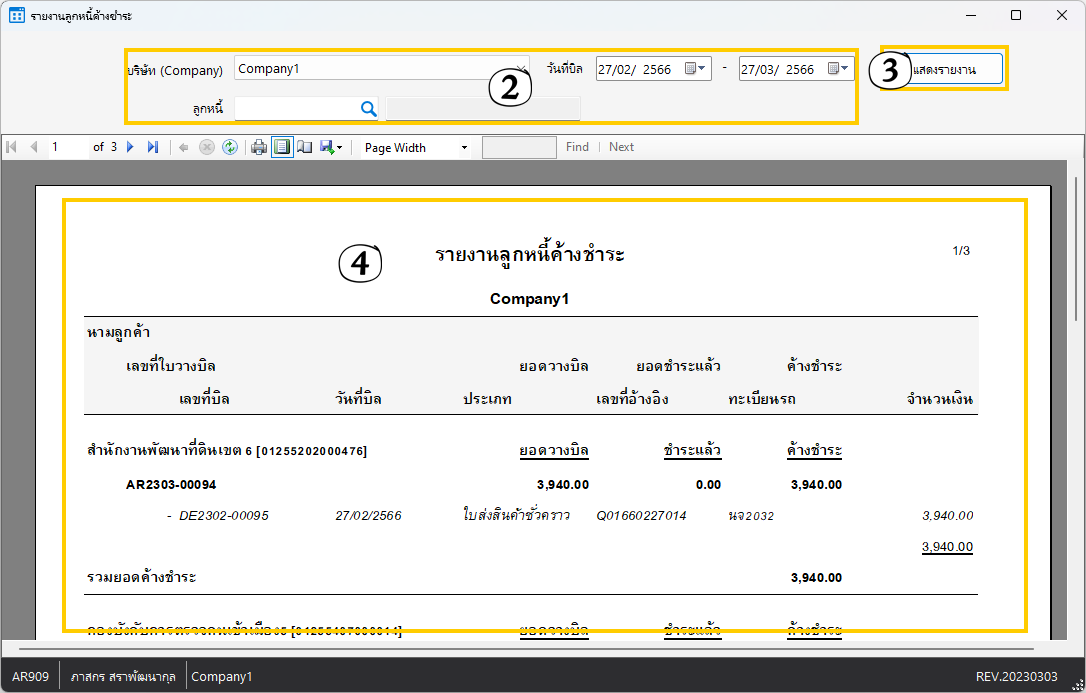 รายงานลูกหนี้ค้างชำระ
บริษัท (Company) Company1 วันที่บิล 27/02/ 2566 - 27/03/ 2566 แสดงรายงาน
2
3
ลูกหนี้
1 of 3 Page Width Find Next
4
รายงานลูกหนี้ค้างชำระ 1/3
Company1
นามลูกค้า
เลขที่ใบวางบิล ยอดวางบิล ยอดชำระแล้ว ค้างชำระ
เลขที่บิล วันที่บิล ประเภท เลขที่อ้างอิง ทะเบียนรถ จำนวนเงิน
สำนักงานพัฒนาที่ดินเขต 6 [01255202000476] ยอดวางบิล ชำระแล้ว ค้างชำระ
AR2303-00094 3,940.00 0.00 3,940.00
- DE2302-00095 27/02/2566 ใบส่งสินค้าชั่วคราว Q01660227014 นจ2032 3,940.00
3,940.00
รวมยอดค้างชำระ 3,940.00
ยอดวางบิล ชำระแล้ว ค้างชำระ
AR909 ภาสกร สราพัฒนากุล Company1 REV.20230303